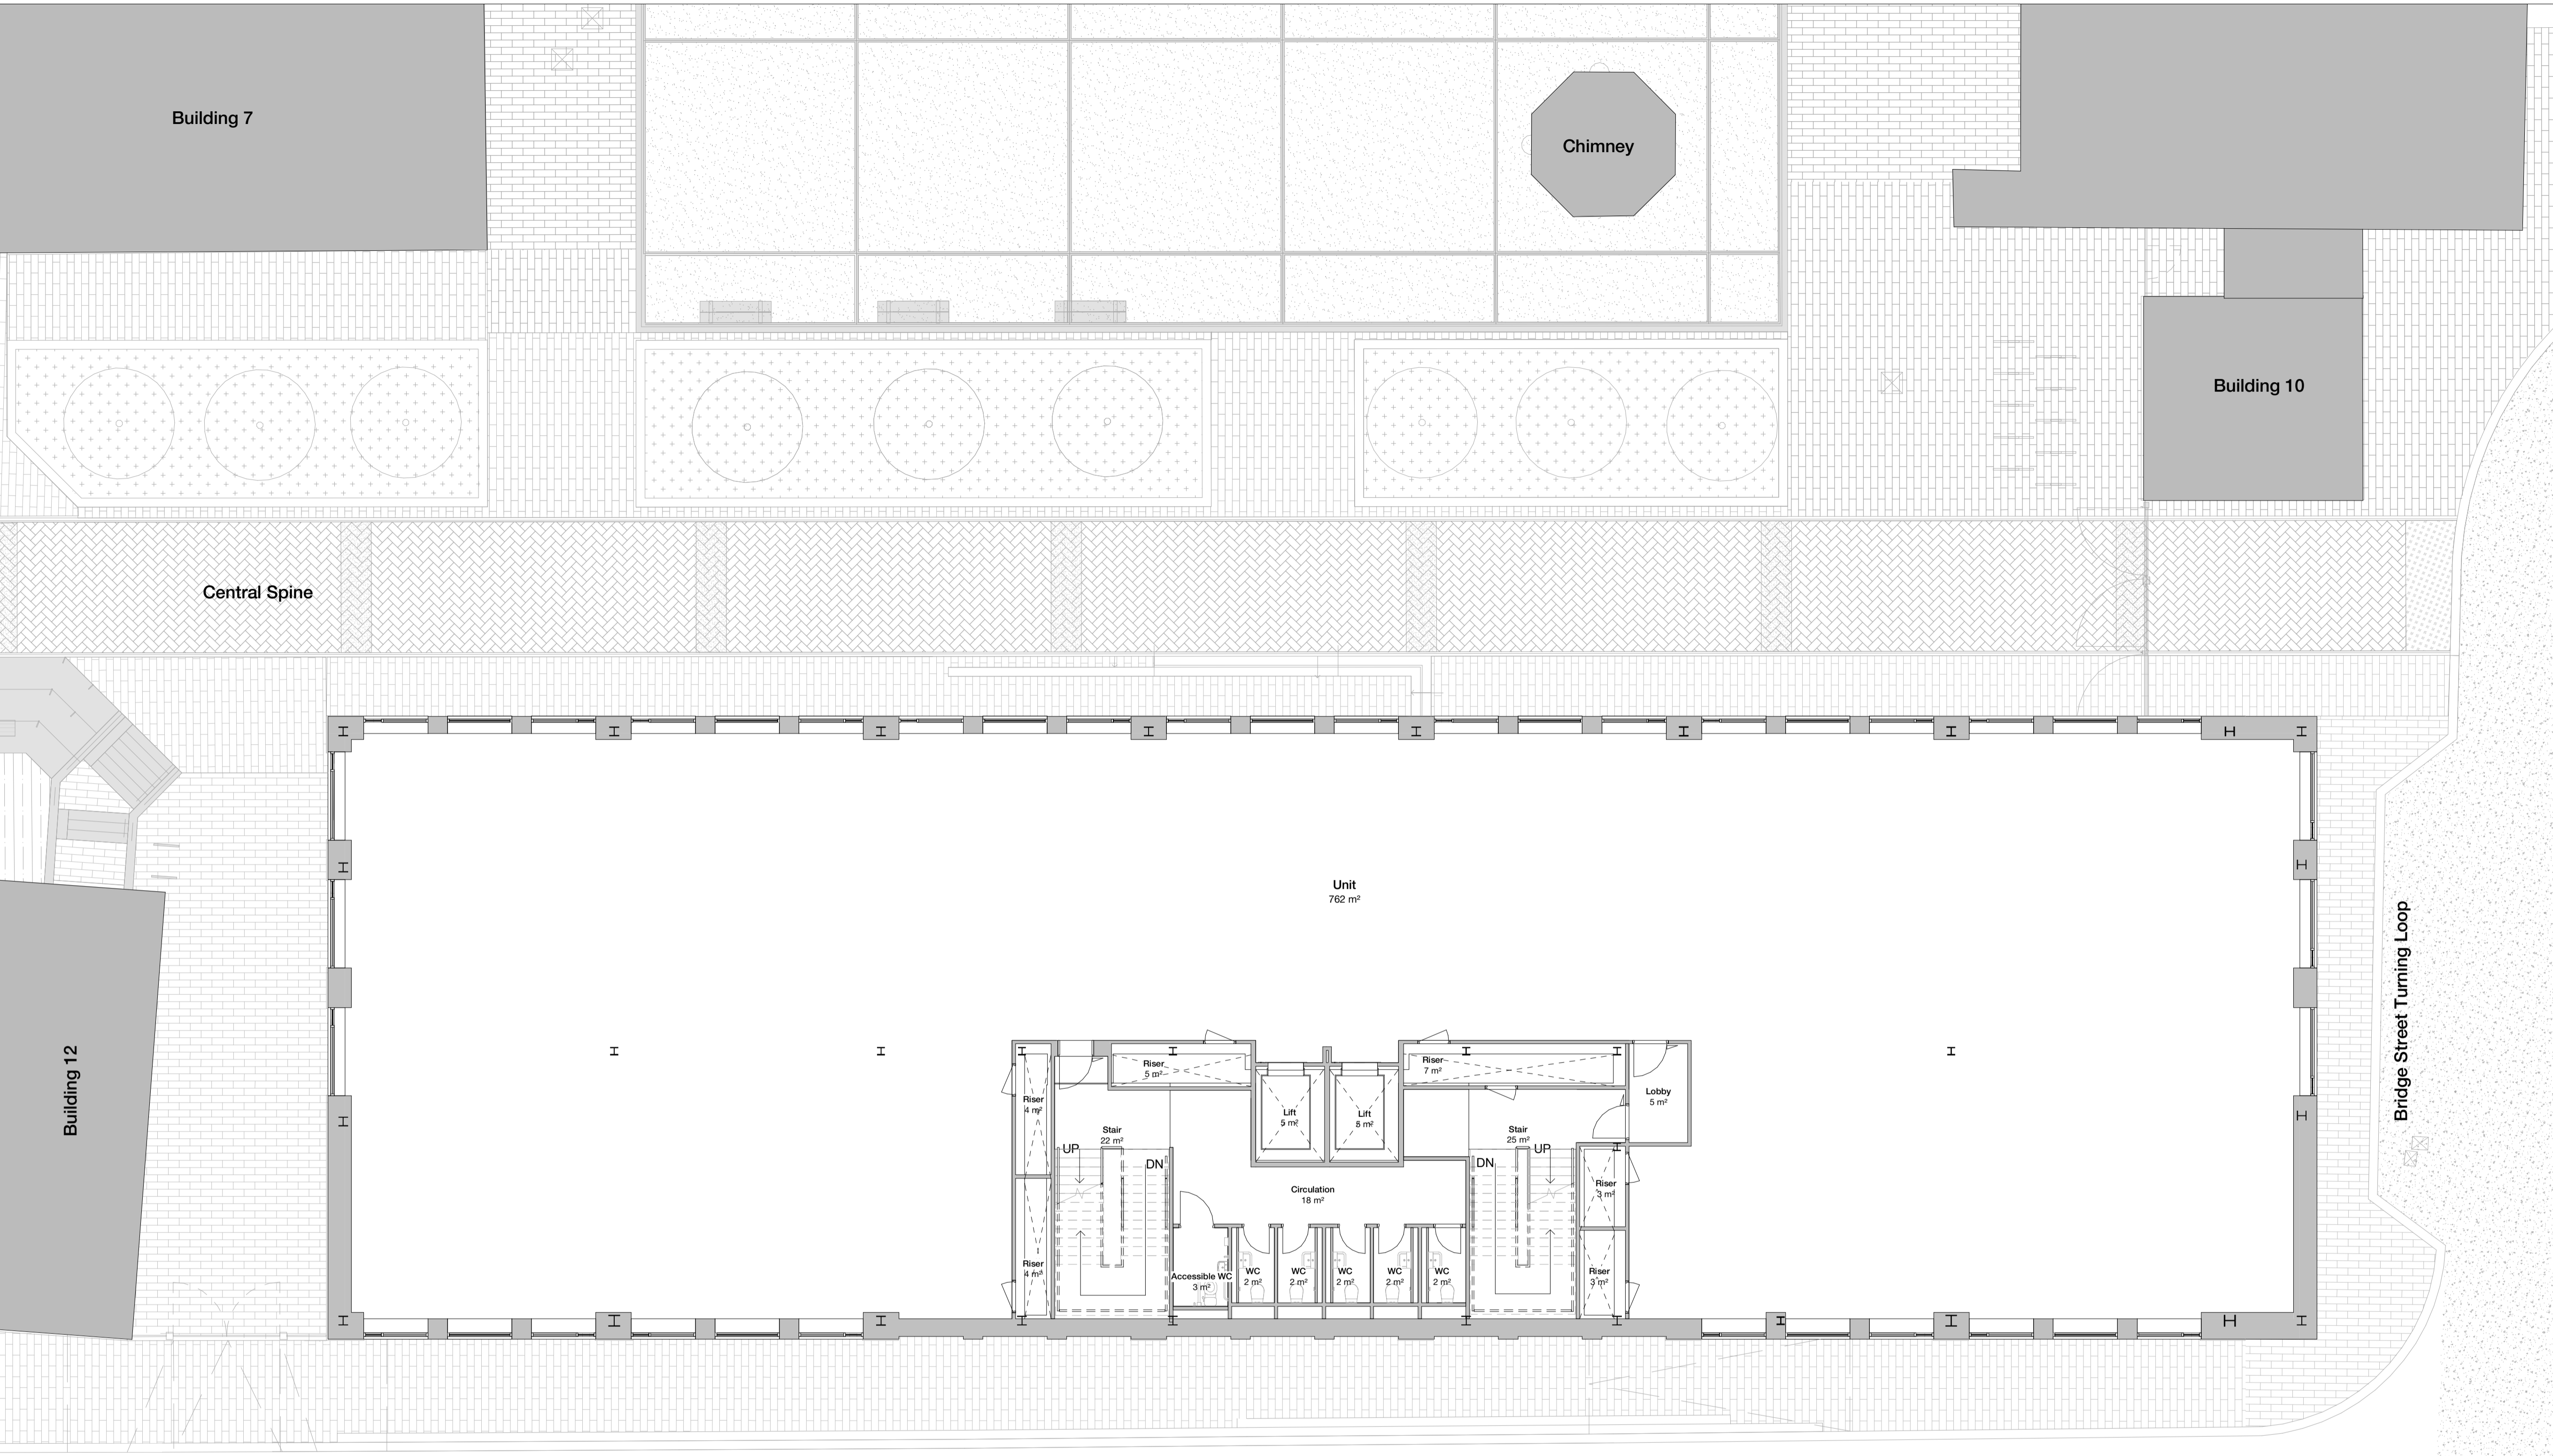 Building 7
Chimney
Building 10
Central Spine
Unit
762 m²
Bridge Street Turning Loop
Building 12
Riser
5 m²
Riser
7 m²
Lobby
5 m²
Riser
4 m²
Lift
5 m²
Lift
5 m²
Stair
22 m²
Stair
25 m²
UP
DN
DN
UP
Circulation
18 m²
Riser
3 m²
Riser
4 m²
Accessible WC
3 m²
WC
2 m²
WC
2 m²
WC
2 m²
WC
2 m²
WC
2 m²
Riser
3 m²